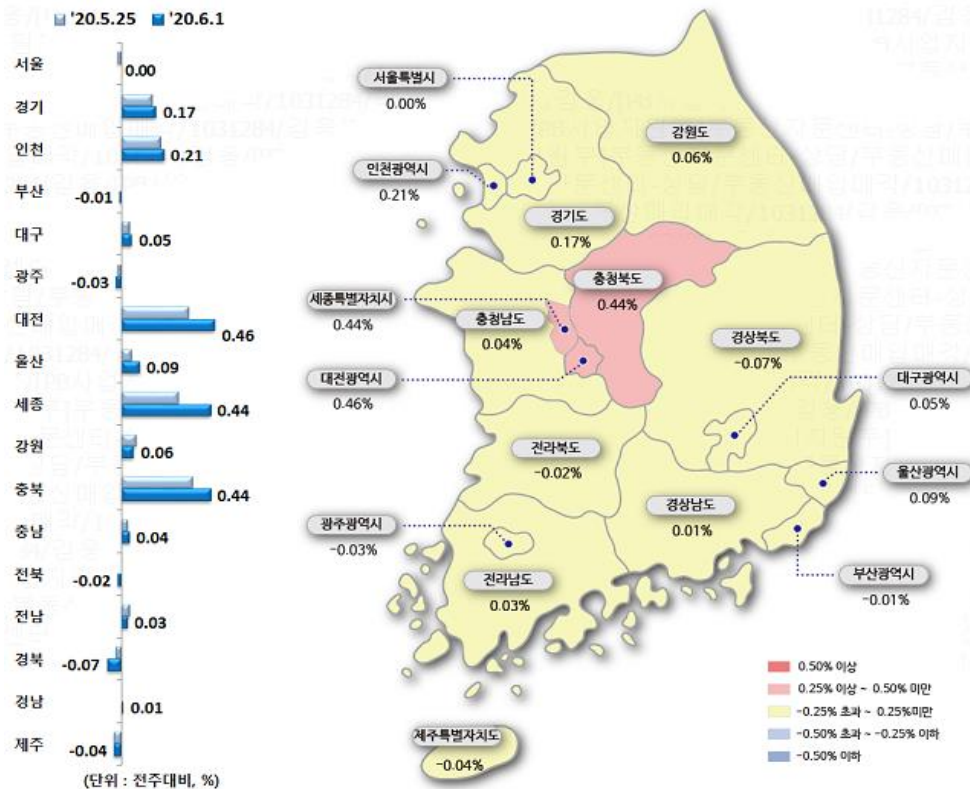 '20.5.25 '20.6.1
서울 0.00
경기 0.17
인천 0.21
부산 -0.01
대구 0.05
광주 -0.03
대전 0.46
울산 0.09
세종 0.44
강원 0.06
충북 0.44
충남 0.04
전북 -0.02
전남 0.03
경북 -0.07
경남 0.01
제주 -0.04
(단위 : 전주대비, %)
서울특별시
0.00%
강원도
0.06%
인천광역시
0.21%
경기도
0.17%
충청북도
0.44%
세종특별자치시
0.44%
충청남도
0.04%
경상북도
-0.07%
대전광역시
0.46%
대구광역시
0.05%
전라북도
-0.02%
울산광역시
0.09%
경상남도
0.01%
광주광역시
-0.03%
부산광역시
-0.01%
전라남도
0.03%
제주특별자치도
-0.04%
0.50% 이상
0.25% 이상 ~ 0.50% 미만
-0.25% 초과 ~ 0.25%미만
-0.50% 초과 ~ -0.25% 이하
-0.50% 이하